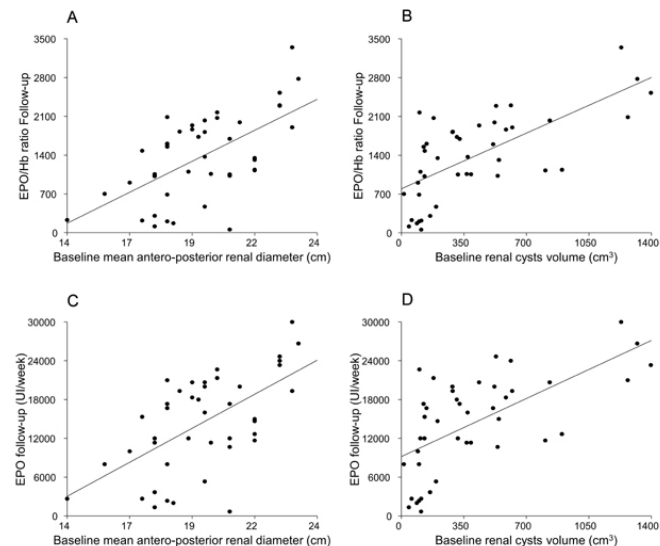 A
EPO/Hb ratio Follow-up
3500
2800
2100
1400
700
0
14 17 19 22 24
Baseline mean antero-posterior renal diameter (cm)
B
EPO/Hb ratio Follow-up
3500
2800
2100
1400
700
0
0 350 700 1050 1400
Baseline renal cysts volume (cm³)
C
EPO follow-up (UI/week)
30000
24000
18000
12000
6000
0
14 17 19 22 24
Baseline mean antero-posterior renal diameter (cm)
D
EPO follow-up (UI/week)
30000
24000
18000
12000
6000
0
0 350 700 1050 1400
Baseline renal cysts volume (cm³)